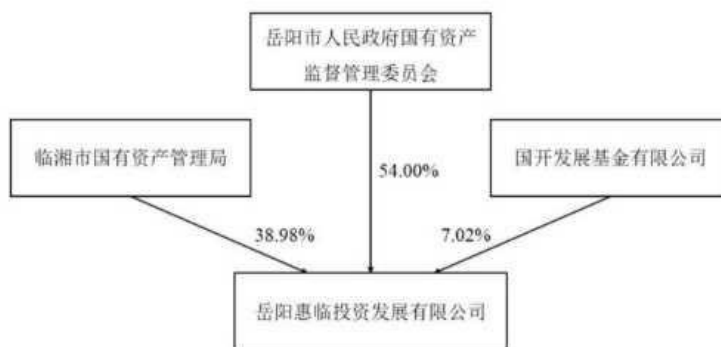 岳阳市人民政府国有资产
监督管理委员会
临湘市国有资产管理局
54.00%
国开发展基金有限公司
38.98%
7.02%
岳阳惠临投资发展有限公司